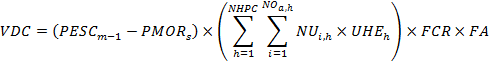 VDC = (PESC_{m−1} − PMOR_s) × (∑_{h=1}^{NHPC} ∑_{i=1}^{NO_{a,h}} NU_{i,h} × UHE_h) × FCR × FA